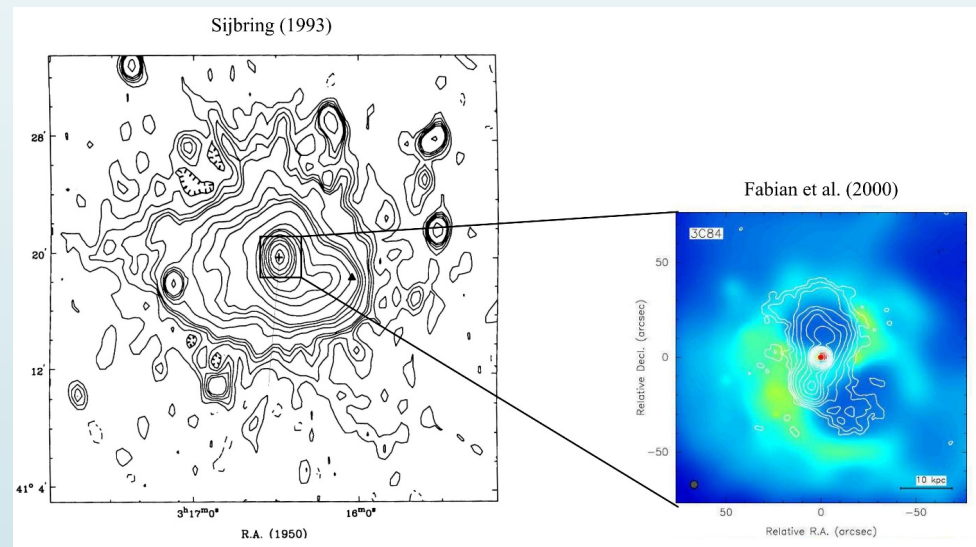 Sijbring (1993)
28'
20'
12'
41° 4'
3ʰ17ᵐ0ˢ
16ᵐ0ˢ
R.A. (1950)
Fabian et al. (2000)
3C84
50
0
−50
Relative Decl. (arcsec)
10 kpc
50
0
−50
Relative R.A. (arcsec)